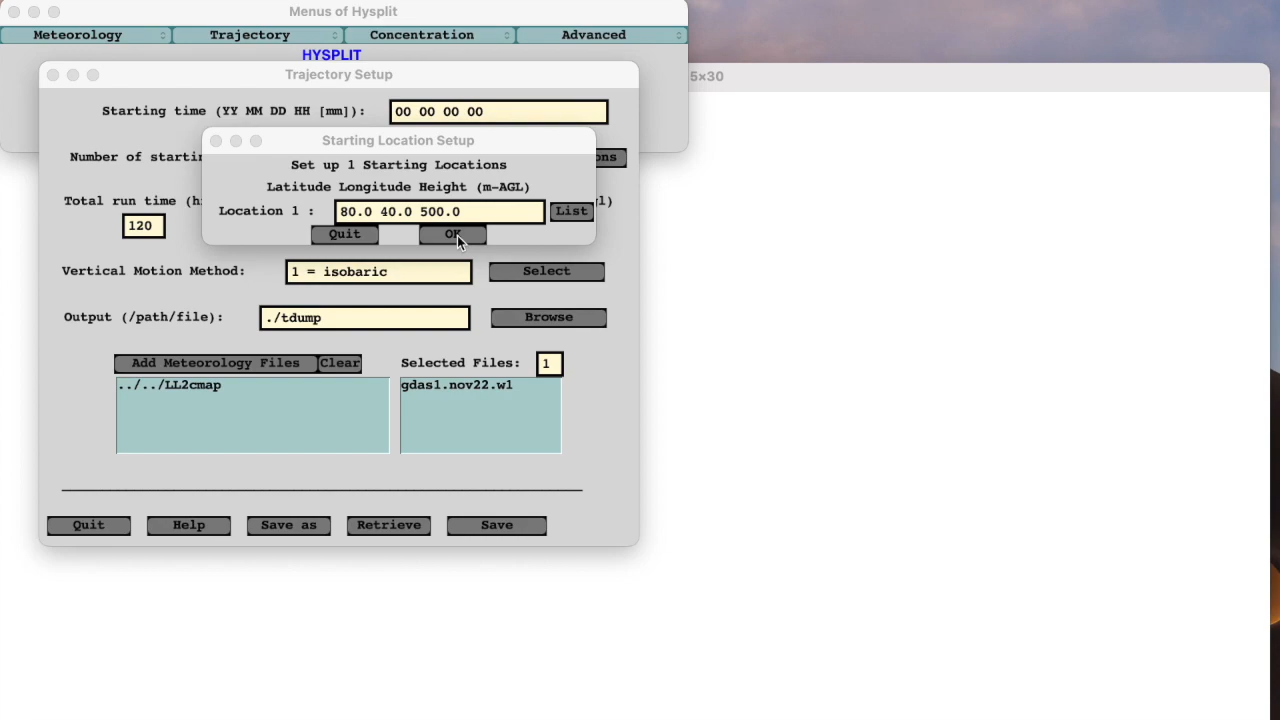 Menus of Hysplit
Meteorology Trajectory Concentration Advanced
HYSPLIT
5×30
Trajectory Setup
Starting time (YY MM DD HH [mm]): 00 00 00 00
Starting Location Setup
Number of startin
ons
Set up 1 Starting Locations
Latitude Longitude Height (m-AGL)
Total run time (h
l)
Location 1 : 80.0 40.0 500.0 List
120
Quit OK
Vertical Motion Method: 1 = isobaric Select
Output (/path/file): ./tdump Browse
Add Meteorology Files Clear Selected Files: 1
../../LL2cmap gdas1.nov22.w1
Quit Help Save as Retrieve Save